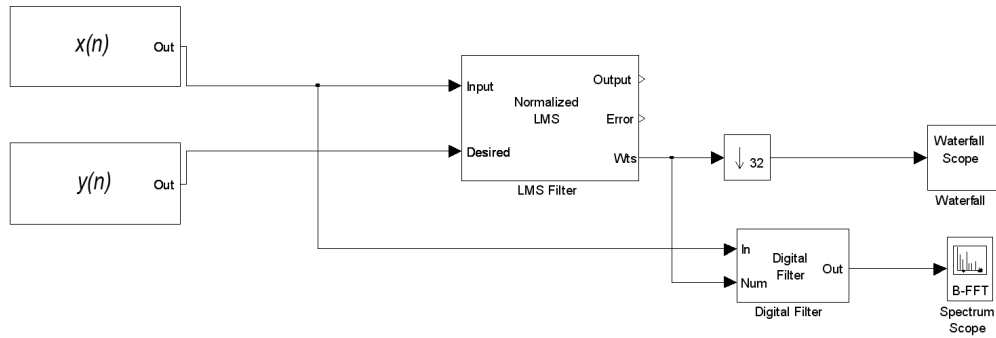 x(n)
Out
y(n)
Out
Input
Normalized
LMS
Desired
Output
Error
Wts
LMS Filter
↓ 32
Waterfall
Scope
Waterfall
In
Digital
Filter
Num
Out
Digital Filter
B-FFT
Spectrum
Scope